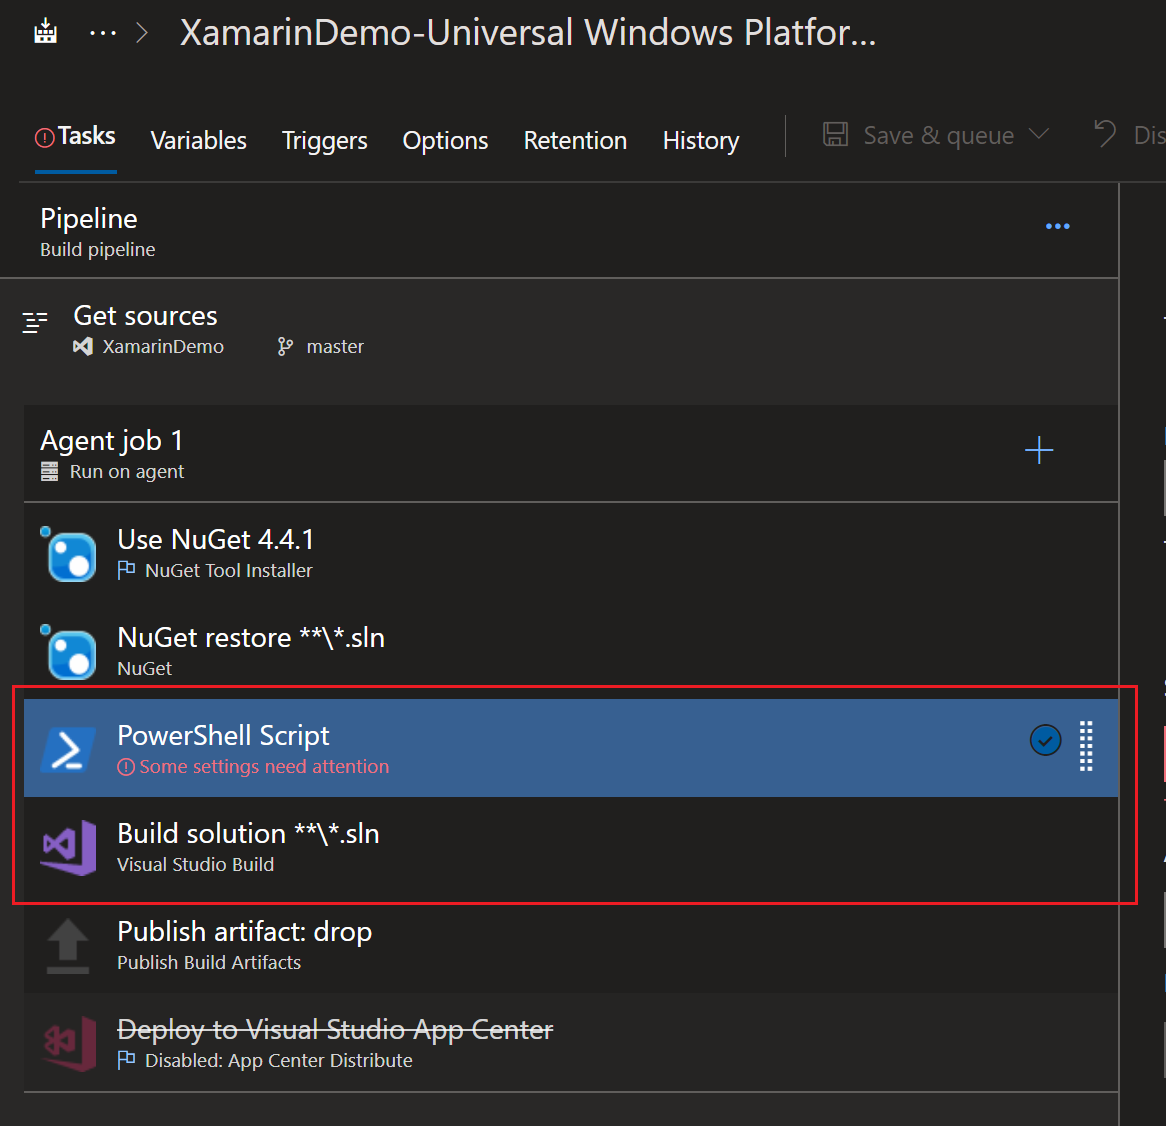 ... > XamarinDemo-Universal Windows Platfor...
Tasks Variables Triggers Options Retention History Save & queue Dis
Pipeline
...
Build pipeline
Get sources
XamarinDemo master
Agent job 1
Run on agent
Use NuGet 4.4.1
NuGet Tool Installer
NuGet restore **\*.sln
NuGet
PowerShell Script
Some settings need attention
Build solution **\*.sln
Visual Studio Build
Publish artifact: drop
Publish Build Artifacts
Deploy to Visual Studio App Center
Disabled: App Center Distribute